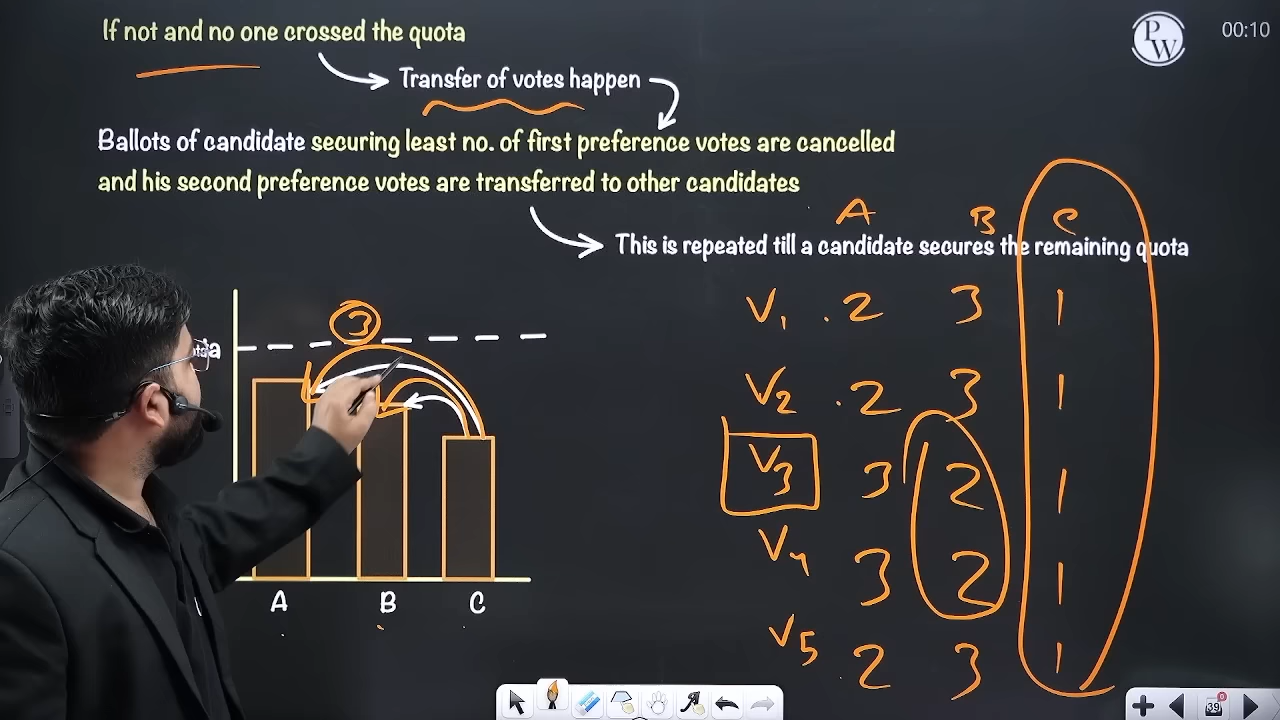 If not and no one crossed the quota
PW
00:10
Transfer of votes happen
Ballots of candidate securing least no. of first preference votes are cancelled
and his second preference votes are transferred to other candidates
This is repeated till a candidate secures the remaining quota
A B C
V1 2 3 1
V2 2 3 1
V3 3 2 1
V4 3 2 1
V5 2 3 1
3
A B C
39